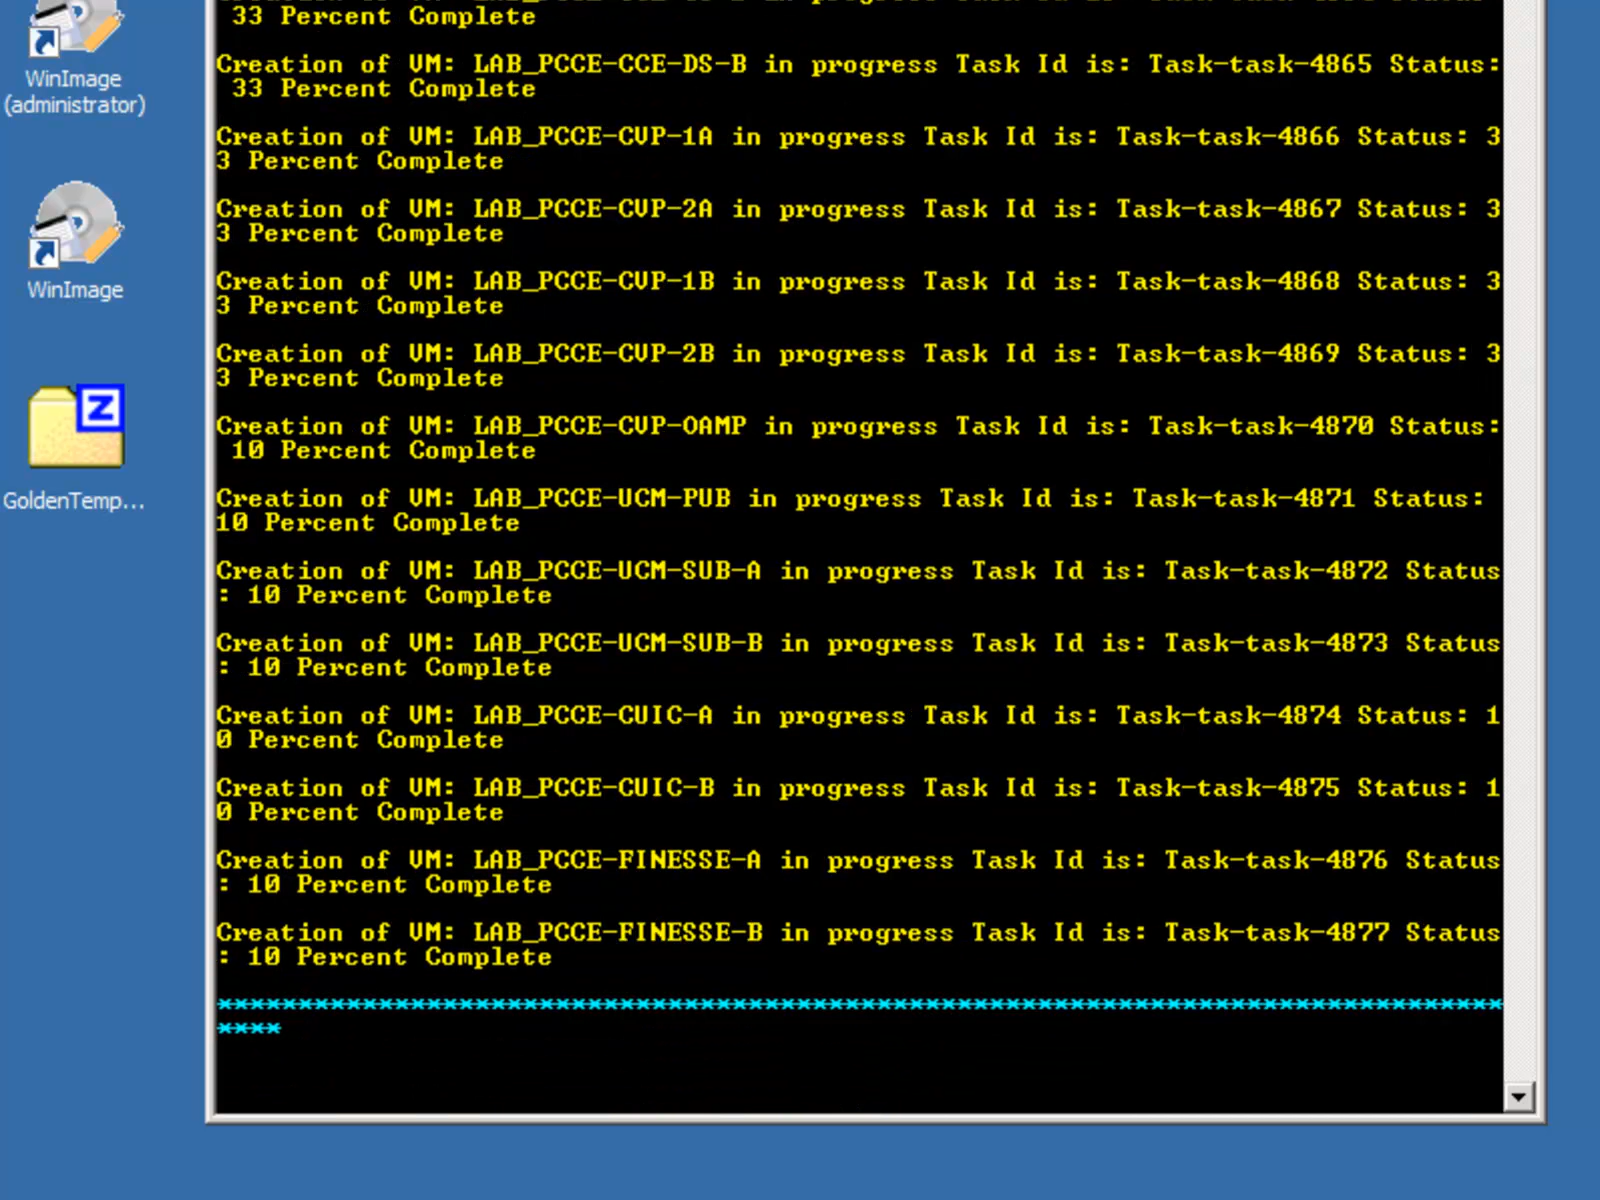 33 Percent Complete
Creation of VM: LAB_PCCE-CCE-DS-B in progress Task Id is: Task-task-4865 Status:
33 Percent Complete
Creation of VM: LAB_PCCE-CVP-1A in progress Task Id is: Task-task-4866 Status: 3
3 Percent Complete
Creation of VM: LAB_PCCE-CVP-2A in progress Task Id is: Task-task-4867 Status: 3
3 Percent Complete
Creation of VM: LAB_PCCE-CVP-1B in progress Task Id is: Task-task-4868 Status: 3
3 Percent Complete
Creation of VM: LAB_PCCE-CVP-2B in progress Task Id is: Task-task-4869 Status: 3
3 Percent Complete
Creation of VM: LAB_PCCE-CVP-OAMP in progress Task Id is: Task-task-4870 Status:
10 Percent Complete
Creation of VM: LAB_PCCE-UCM-PUB in progress Task Id is: Task-task-4871 Status:
10 Percent Complete
Creation of VM: LAB_PCCE-UCM-SUB-A in progress Task Id is: Task-task-4872 Status
: 10 Percent Complete
Creation of VM: LAB_PCCE-UCM-SUB-B in progress Task Id is: Task-task-4873 Status
: 10 Percent Complete
Creation of VM: LAB_PCCE-CUIC-A in progress Task Id is: Task-task-4874 Status: 1
0 Percent Complete
Creation of VM: LAB_PCCE-CUIC-B in progress Task Id is: Task-task-4875 Status: 1
0 Percent Complete
Creation of VM: LAB_PCCE-FINESSE-A in progress Task Id is: Task-task-4876 Status
: 10 Percent Complete
Creation of VM: LAB_PCCE-FINESSE-B in progress Task Id is: Task-task-4877 Status
: 10 Percent Complete
********************************************************************************
****
WinImage
(administrator)
WinImage
Z
GoldenTemp...